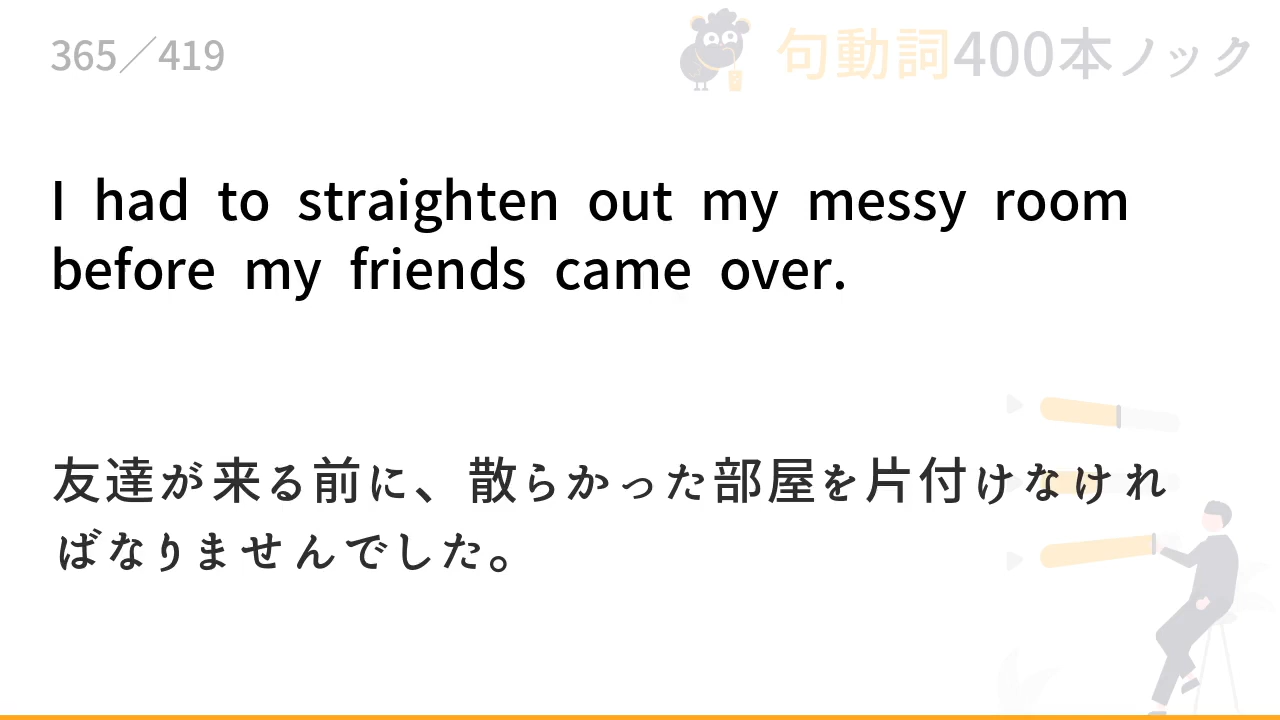 365／419
句動詞400本ノック
I had to straighten out my messy room
before my friends came over.
友達が来る前に、散らかった部屋を片付けなけれ
ばなりませんでした。